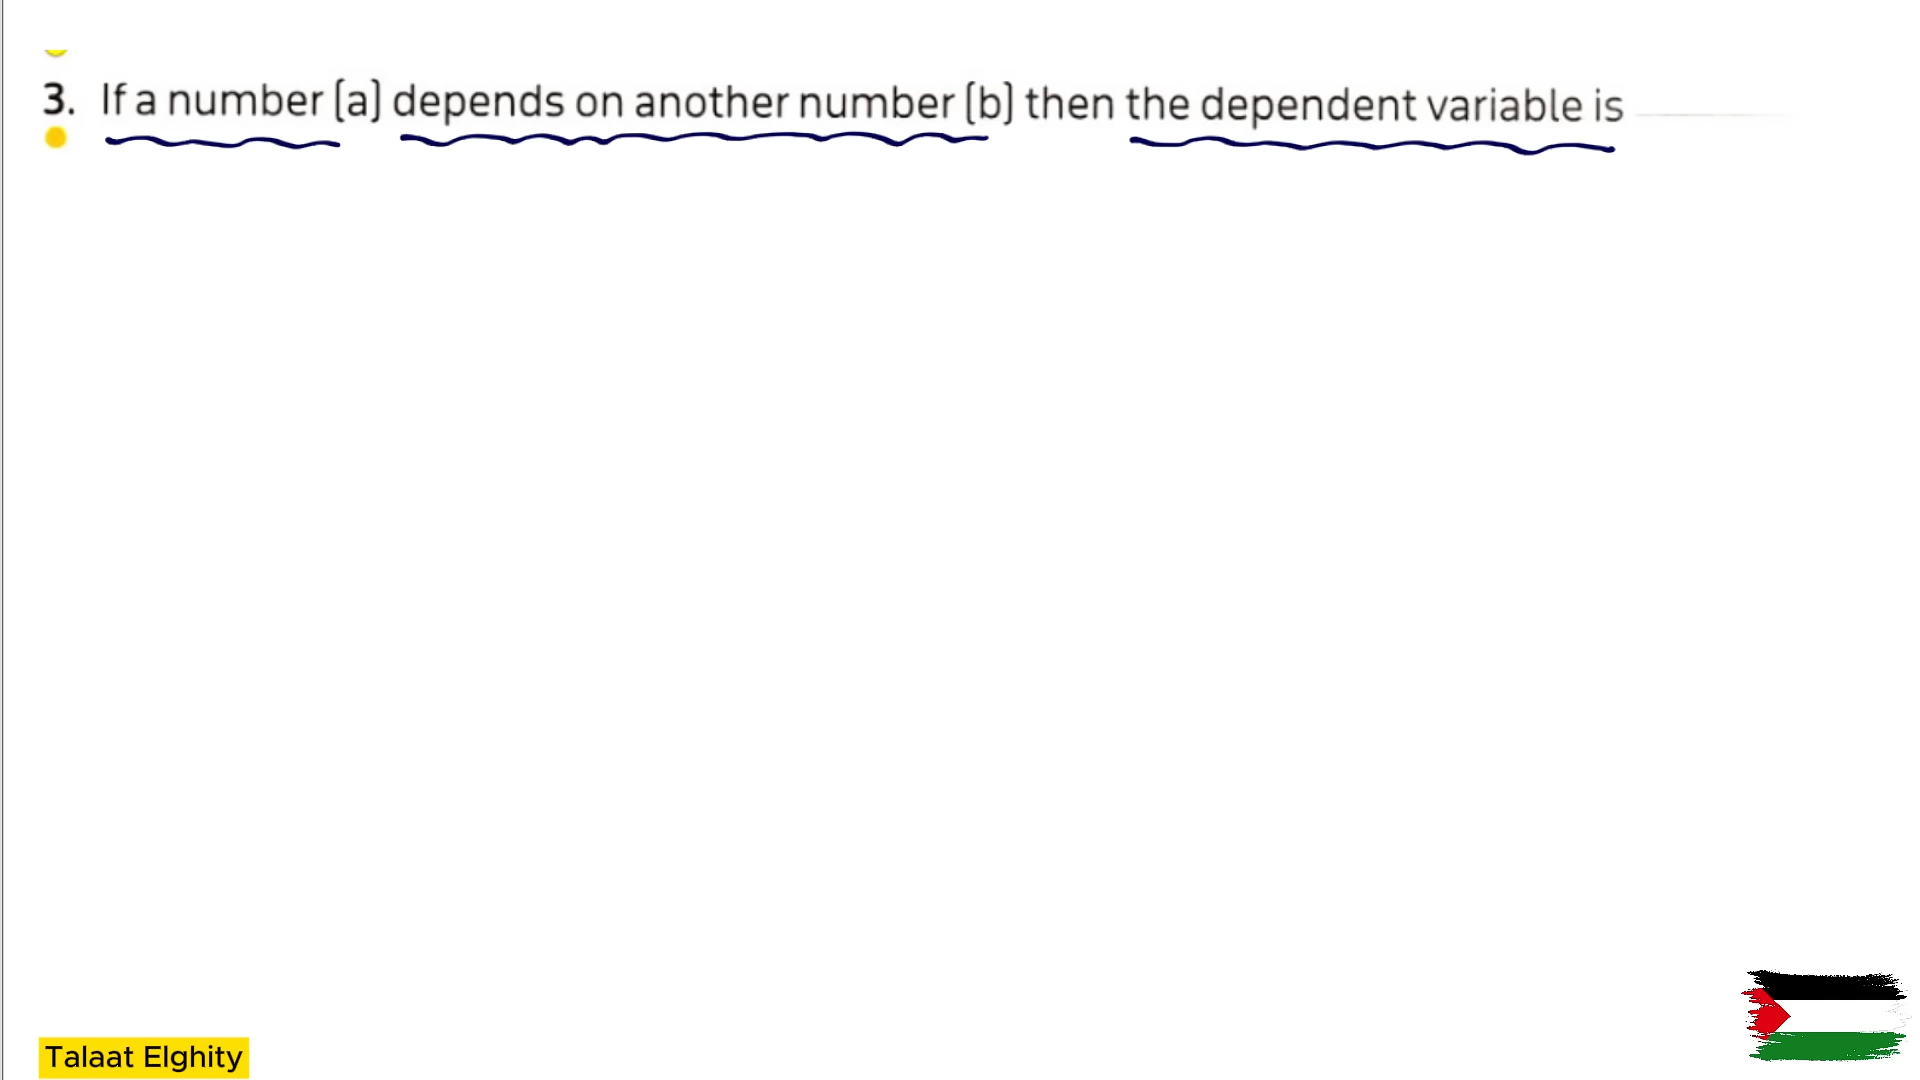 3. If a number (a) depends on another number (b) then the dependent variable is
Talaat Elghity